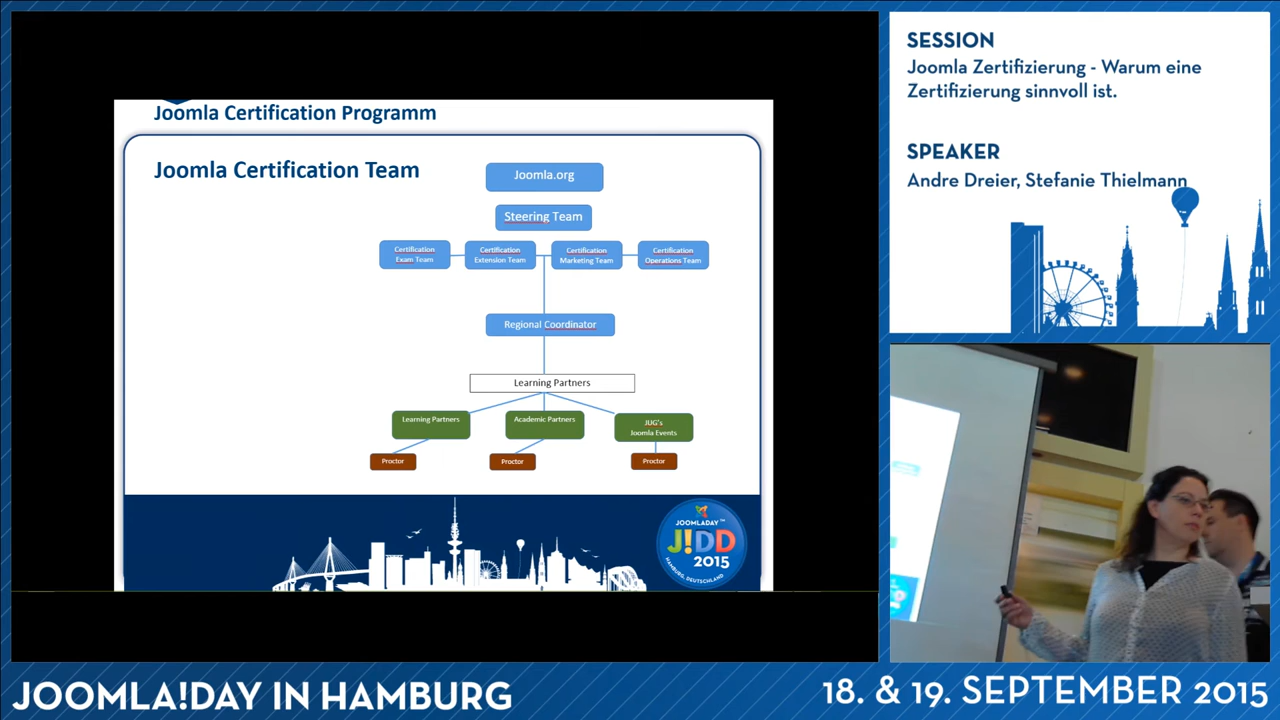 Joomla Certification Programm
Joomla Certification Team
Joomla.org
Steering Team
Certification
Exam Team
Certification
Extension Team
Certification
Marketing Team
Certification
Operations Team
Regional Coordinator
Learning Partners
Learning Partners
Academic Partners
JUG's
Joomla Events
Proctor
Proctor
Proctor
JOOMLADAY™
J!DD
2015
HAMBURG, DEUTSCHLAND
SESSION
Joomla Zertifizierung - Warum eine
Zertifizierung sinnvoll ist.
SPEAKER
Andre Dreier, Stefanie Thielmann
JOOMLA!DAY IN HAMBURG
18. & 19. SEPTEMBER 2015